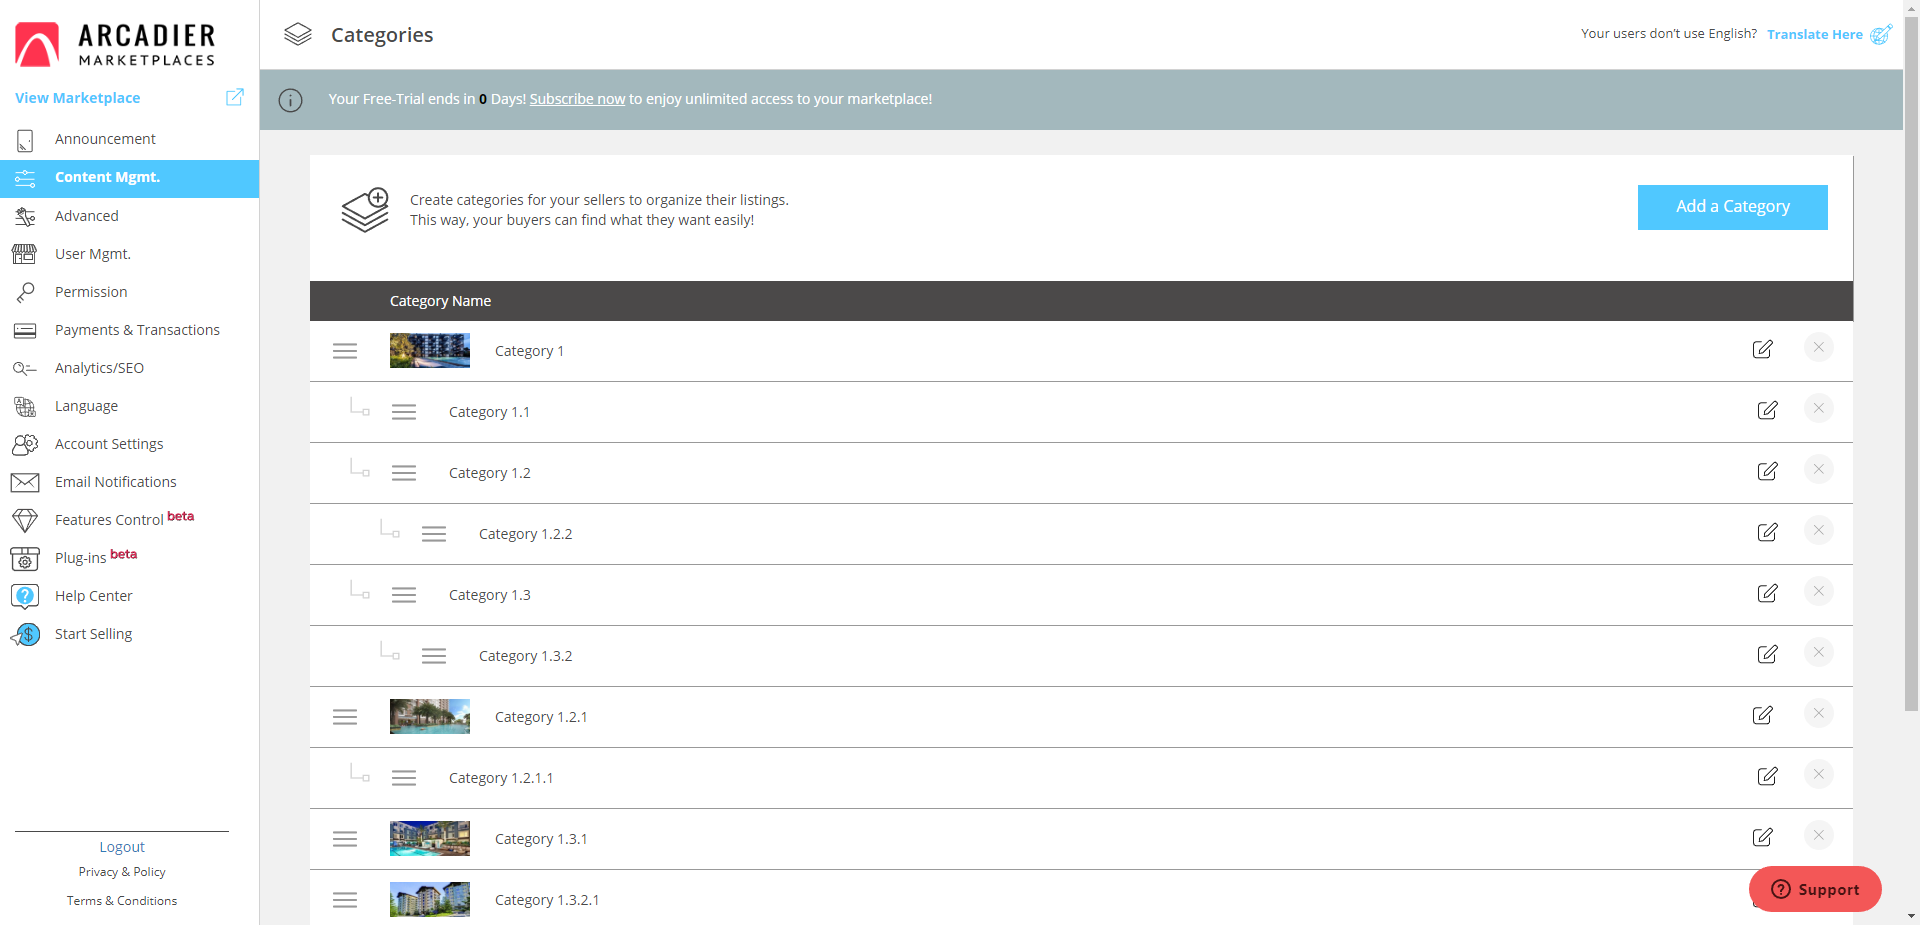 ARCADIER
MARKETPLACES
View Marketplace
Announcement
Content Mgmt.
Advanced
User Mgmt.
Permission
Payments & Transactions
Analytics/SEO
Language
Account Settings
Email Notifications
Features Control beta
Plug-ins beta
Help Center
Start Selling
Logout
Privacy & Policy
Terms & Conditions
Categories
Your users don't use English? Translate Here
Your Free-Trial ends in 0 Days! Subscribe now to enjoy unlimited access to your marketplace!
Create categories for your sellers to organize their listings.
This way, your buyers can find what they want easily!
Add a Category
Category Name
Category 1
Category 1.1
Category 1.2
Category 1.2.2
Category 1.3
Category 1.3.2
Category 1.2.1
Category 1.2.1.1
Category 1.3.1
Category 1.3.2.1
Support